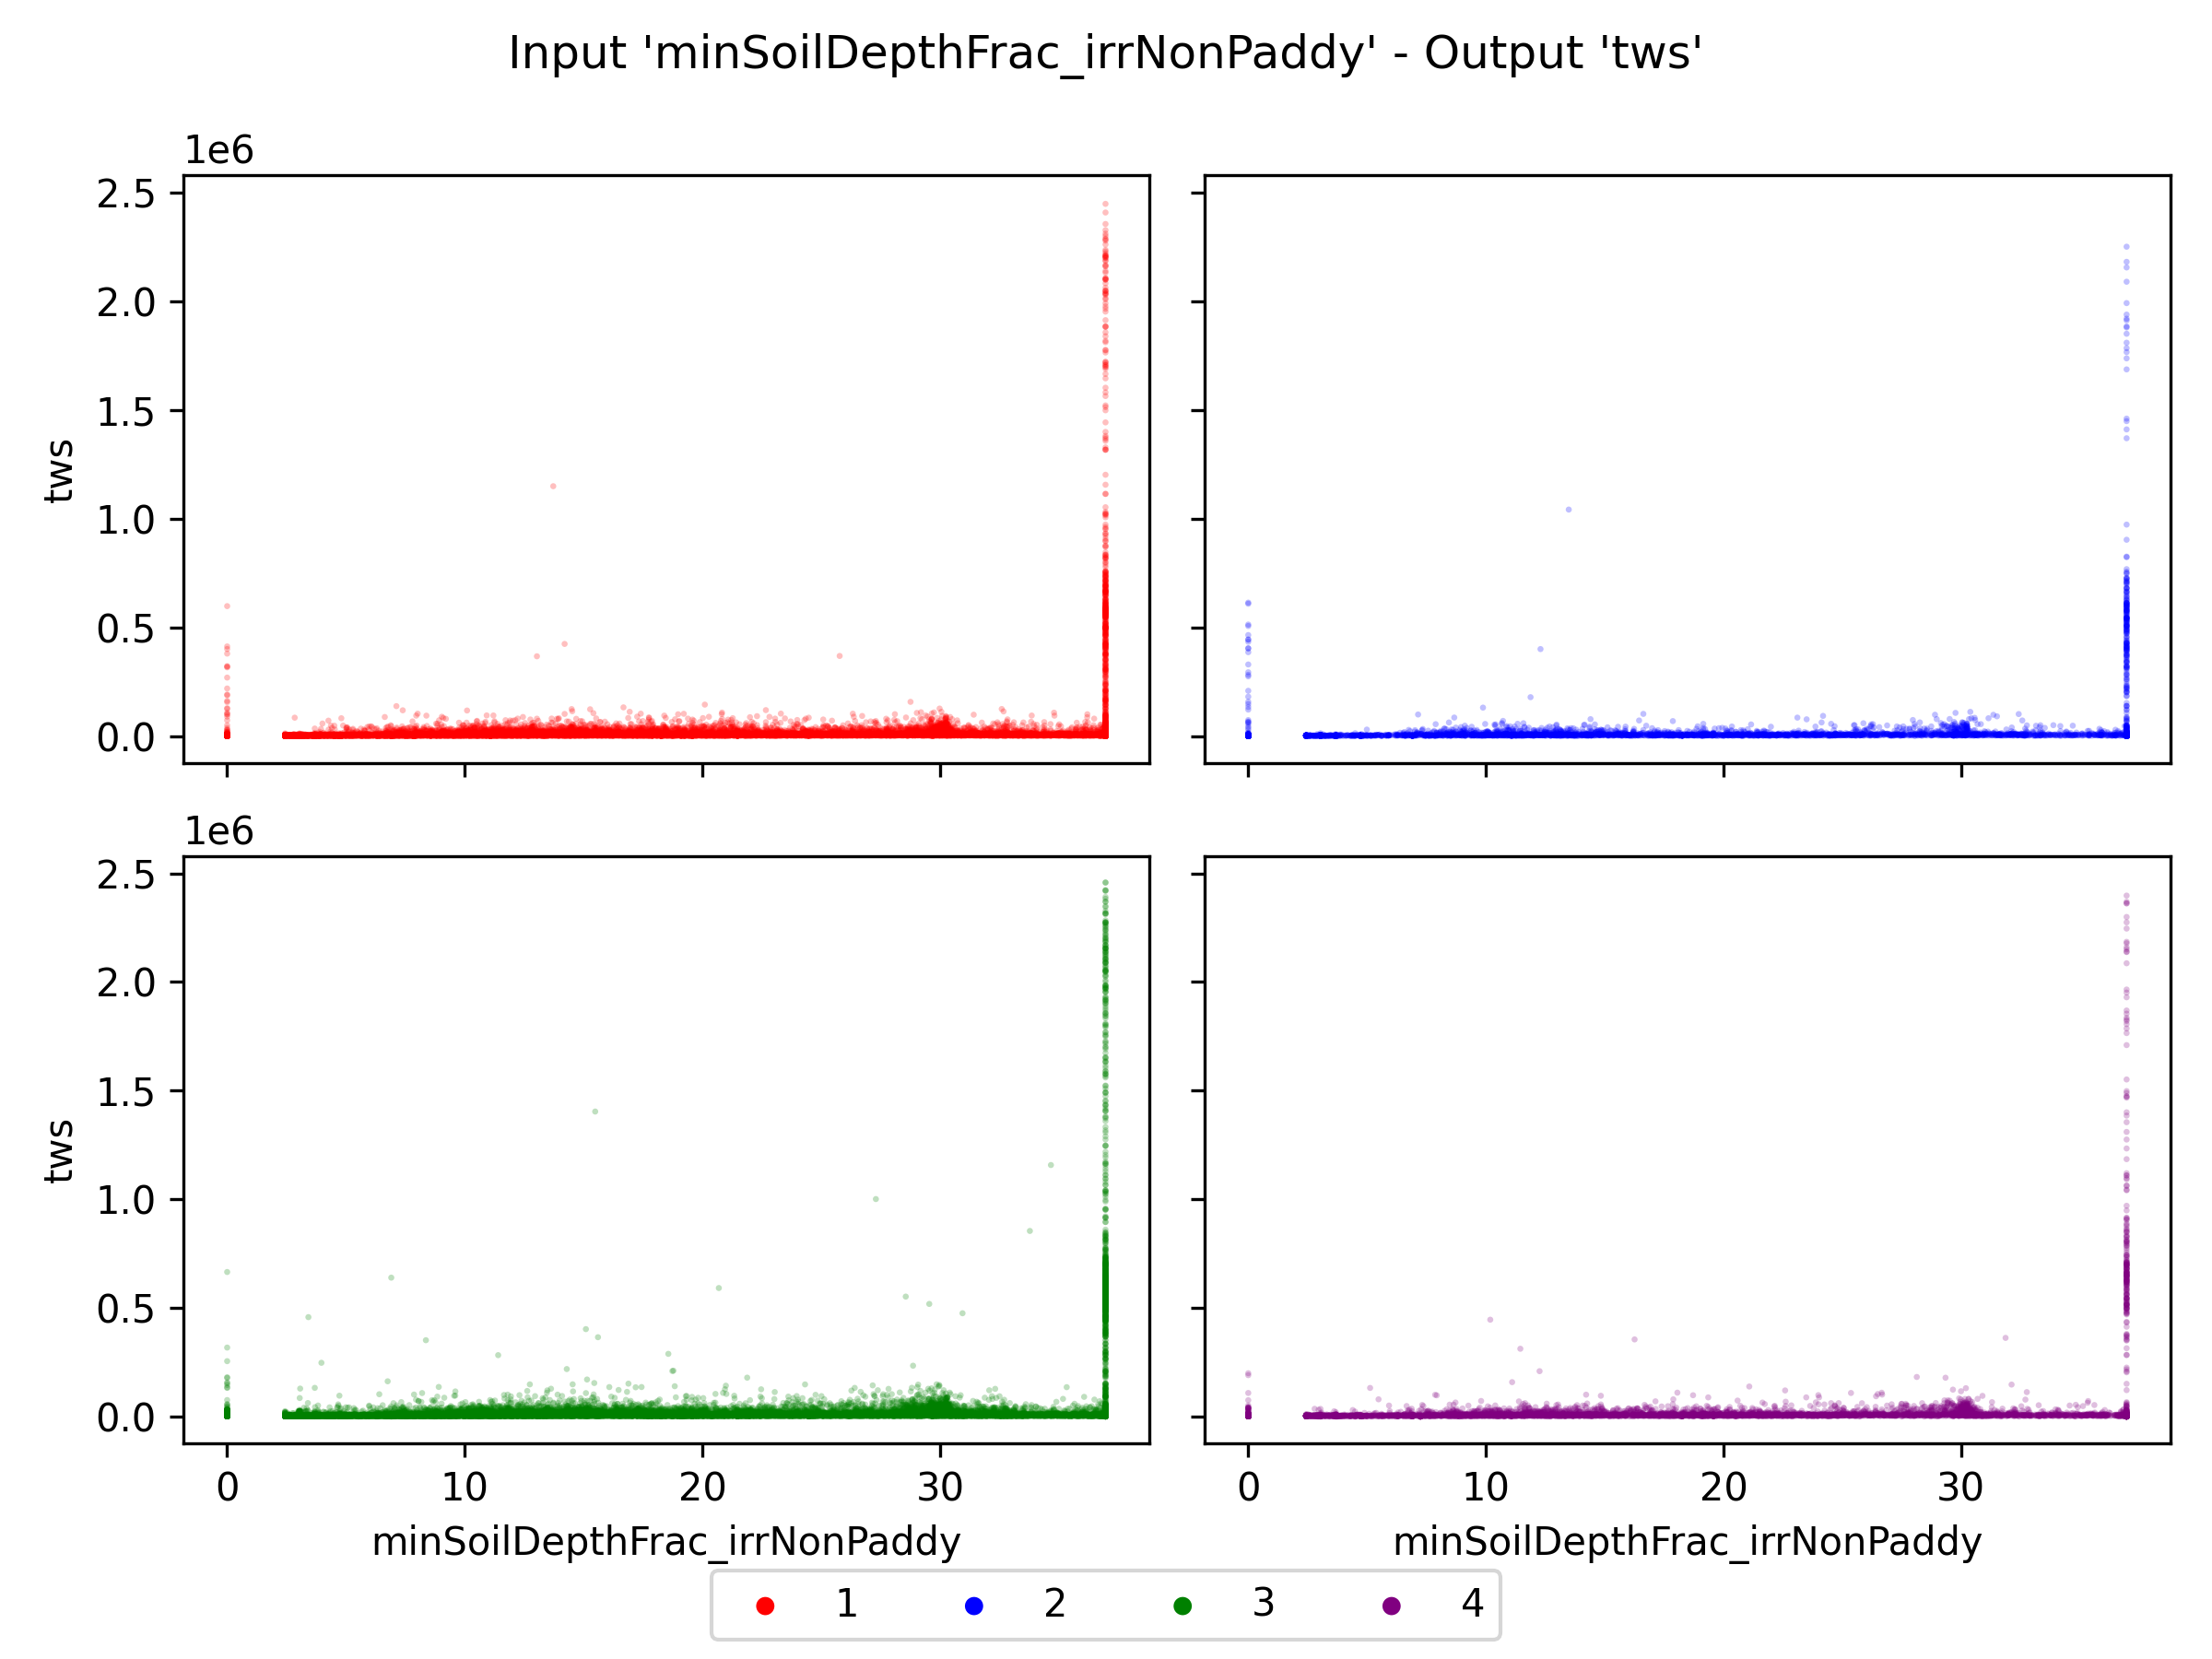 Input 'minSoilDepthFrac_irrNonPaddy' - Output 'tws'
1e6
2.5
2.0
1.5
1.0
0.5
0.0
tws
1e6
2.5
2.0
1.5
1.0
0.5
0.0
tws
0 10 20 30
0 10 20 30
minSoilDepthFrac_irrNonPaddy
minSoilDepthFrac_irrNonPaddy
1 2 3 4